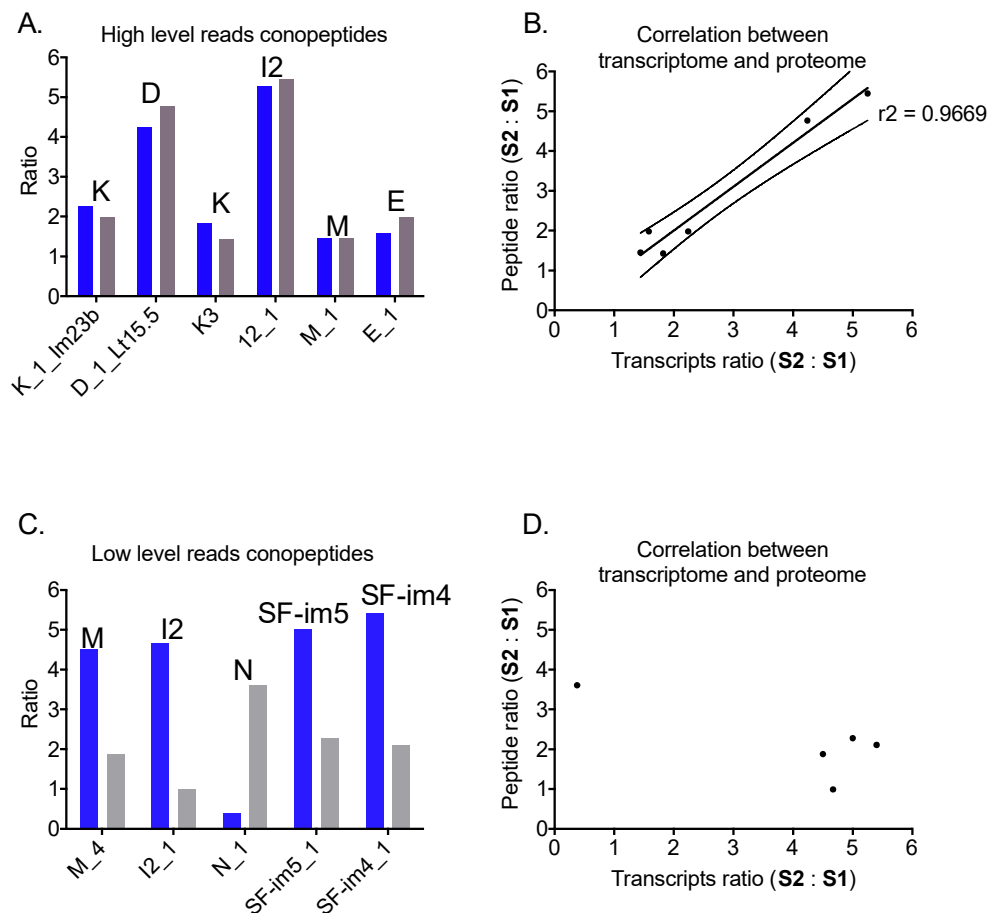 A.
High level reads conopeptides
Ratio
6
5
4
3
2
1
0
K
D
K
I2
M
E
K_1_Im23b
D_1_Lt15.5
K3
12_1
M_1
E_1
B.
Correlation between
transcriptome and proteome
Peptide ratio (S2 : S1)
6
5
4
3
2
1
0
r2 = 0.9669
0 1 2 3 4 5 6
Transcripts ratio (S2 : S1)
C.
Low level reads conopeptides
Ratio
6
5
4
3
2
1
0
M
I2
N
SF-im5
SF-im4
M_4
I2_1
N_1
SF-im5_1
SF-im4_1
D.
Correlation between
transcriptome and proteome
Peptide ratio (S2 : S1)
6
5
4
3
2
1
0
0 1 2 3 4 5 6
Transcripts ratio (S2 : S1)